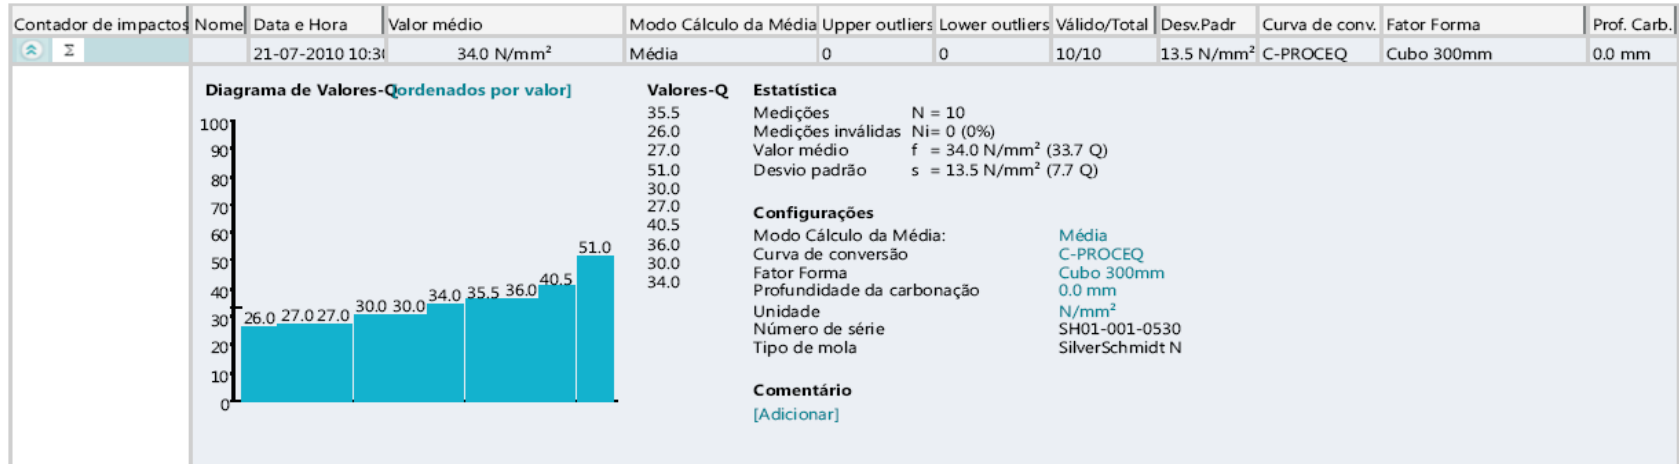 Contador de impactos Nome Data e Hora Valor médio Modo Cálculo da Média Upper outliers Lower outliers Válido/Total Desv.Padr Curva de conv. Fator Forma Prof. Carb.
Σ 21-07-2010 10:30 34.0 N/mm² Média 0 0 10/10 13.5 N/mm² C-PROCEQ Cubo 300mm 0.0 mm
Diagrama de Valores-Q [ordenados por valor]
100
90
80
70
60
50
40
30
20
10
0
26.0 27.0 27.0 30.0 30.0 34.0 35.5 36.0 40.5 51.0
Valores-Q
35.5
26.0
27.0
51.0
30.0
27.0
40.5
36.0
30.0
34.0
Estatística
Medições N = 10
Medições inválidas Ni= 0 (0%)
Valor médio f = 34.0 N/mm² (33.7 Q)
Desvio padrão s = 13.5 N/mm² (7.7 Q)
Configurações
Modo Cálculo da Média: Média
Curva de conversão C-PROCEQ
Fator Forma Cubo 300mm
Profundidade da carbonação 0.0 mm
Unidade N/mm²
Número de série SH01-001-0530
Tipo de mola SilverSchmidt N
Comentário
[Adicionar]